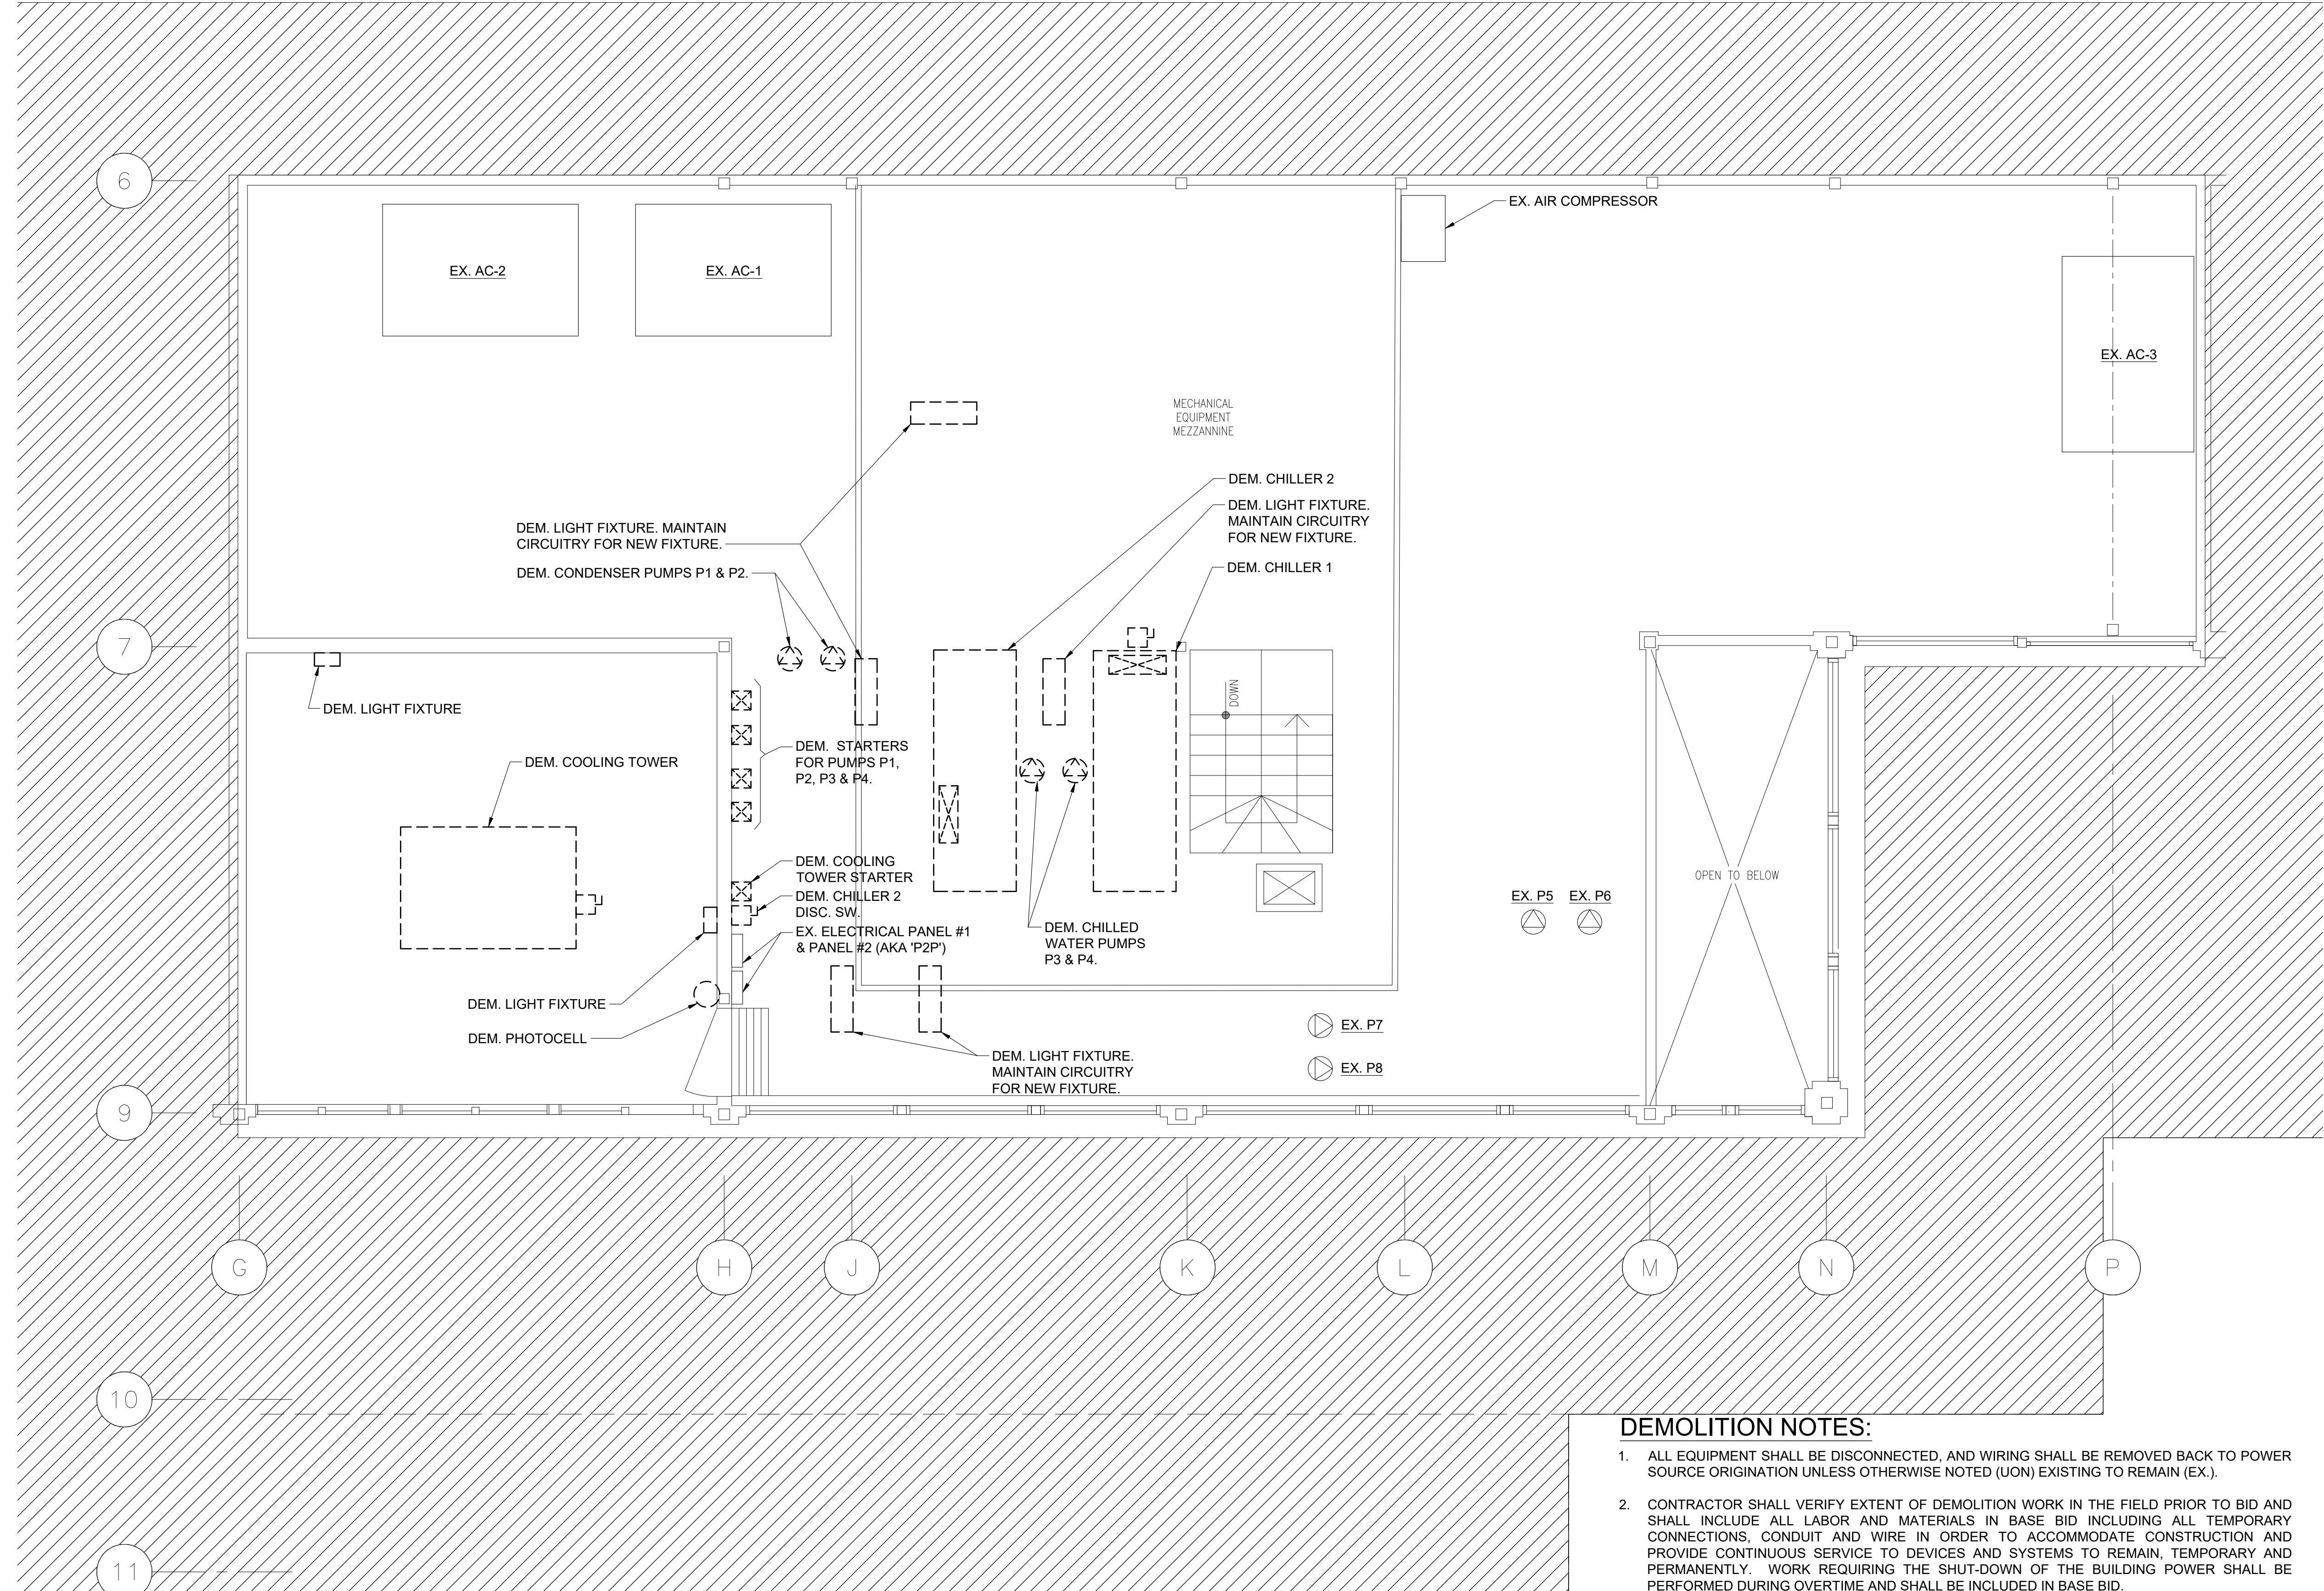 6
EX. AIR COMPRESSOR
EX. AC-2
EX. AC-1
EX. AC-3
MECHANICAL
EQUIPMENT
MEZZANNINE
DEM. CHILLER 2
DEM. LIGHT FIXTURE.
MAINTAIN CIRCUITRY
FOR NEW FIXTURE.
DEM. LIGHT FIXTURE. MAINTAIN
CIRCUITRY FOR NEW FIXTURE.
DEM. CONDENSER PUMPS P1 & P2.
DEM. CHILLER 1
7
DEM. LIGHT FIXTURE
DOWN
DEM. COOLING TOWER
DEM. STARTERS
FOR PUMPS P1,
P2, P3 & P4.
DEM. COOLING
TOWER STARTER
DEM. CHILLER 2
DISC. SW.
EX. ELECTRICAL PANEL #1
& PANEL #2 (AKA 'P2P')
DEM. CHILLED
WATER PUMPS
P3 & P4.
OPEN TO BELOW
EX. P5
EX. P6
DEM. LIGHT FIXTURE
DEM. PHOTOCELL
EX. P7
EX. P8
DEM. LIGHT FIXTURE.
MAINTAIN CIRCUITRY
FOR NEW FIXTURE.
9
G
H
J
K
L
M
N
P
10
11
DEMOLITION NOTES:
1. ALL EQUIPMENT SHALL BE DISCONNECTED, AND WIRING SHALL BE REMOVED BACK TO POWER
SOURCE ORIGINATION UNLESS OTHERWISE NOTED (UON) EXISTING TO REMAIN (EX.).
2. CONTRACTOR SHALL VERIFY EXTENT OF DEMOLITION WORK IN THE FIELD PRIOR TO BID AND
SHALL INCLUDE ALL LABOR AND MATERIALS IN BASE BID INCLUDING ALL TEMPORARY
CONNECTIONS, CONDUIT AND WIRE IN ORDER TO ACCOMMODATE CONSTRUCTION AND
PROVIDE CONTINUOUS SERVICE TO DEVICES AND SYSTEMS TO REMAIN, TEMPORARY AND
PERMANENTLY. WORK REQUIRING THE SHUT-DOWN OF THE BUILDING POWER SHALL BE
PERFORMED DURING OVERTIME AND SHALL BE INCLUDED IN BASE BID.